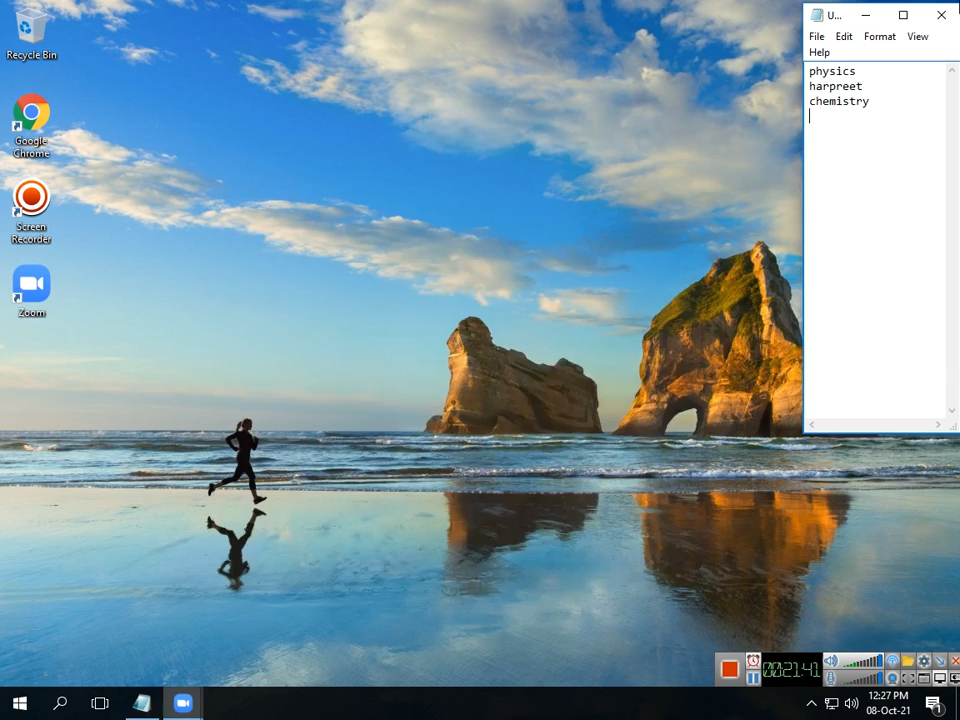 Recycle Bin
Google
Chrome
Screen
Recorder
Zoom
U...
File Edit Format View
Help
physics
harpreet
chemistry
00:21:41
12:27 PM
08-Oct-21
1